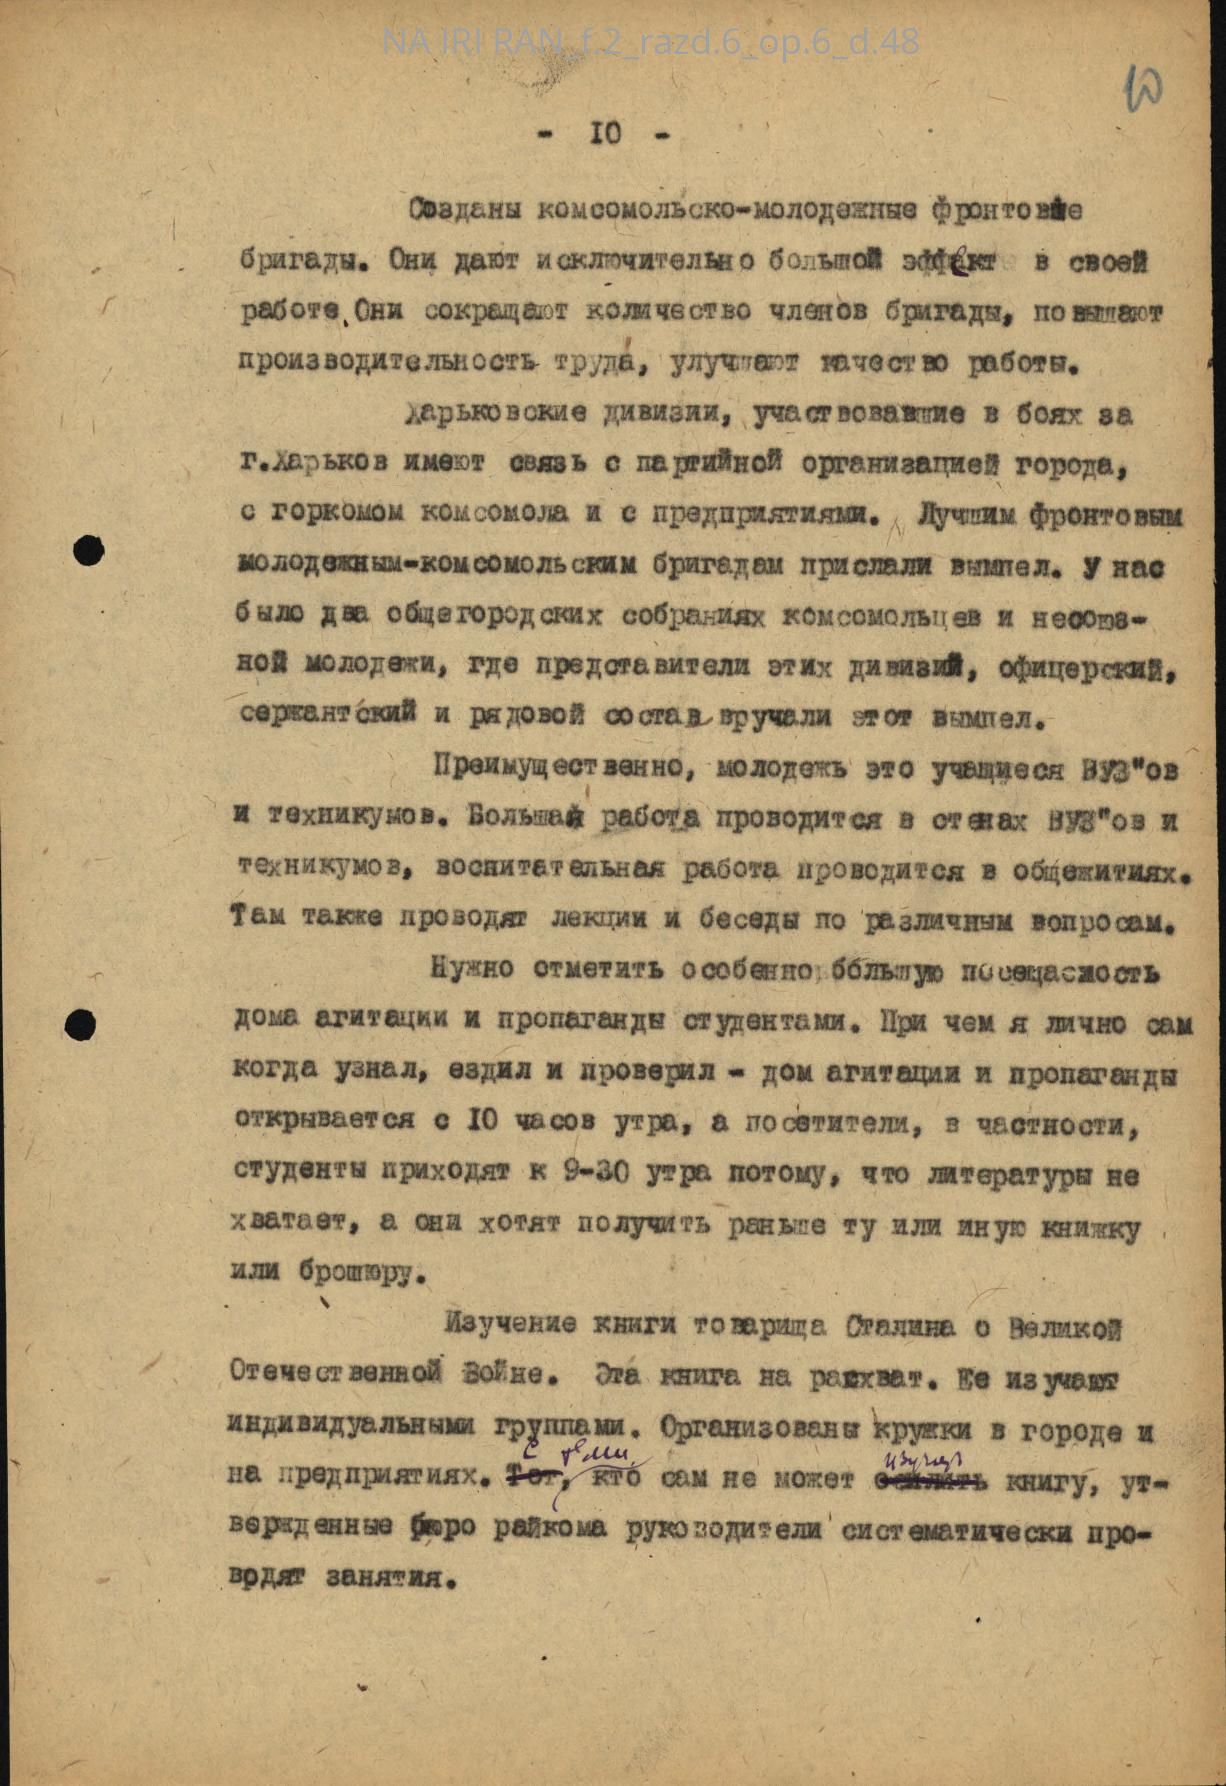 NA IRI RAN_f.2_razd.6_op.6_d.48
10
- 10 -
Созданы комсомольско-молодежные фронтовые
бригады. Они дают исключительно большой эффект в своей
работе. Они сокращают количество членов бригады, повышают
производительность труда, улучшают качество работы.
Харьковские дивизии, участвовавшие в боях за
г.Харьков имеют связь с партийной организацией города,
с горкомом комсомола и с предприятиями. Лучшим фронтовым
молодежным-комсомольским бригадам прислали вымпел. У нас
было два общегородских собраниях комсомольцев и несоюз-
ной молодежи, где представители этих дивизий, офицерский,
сержантский и рядовой состав вручали этот вымпел.
Преимущественно, молодежь это учащиеся ВУЗ"ов
и техникумов. Большая работа проводится в стенах ВУЗ"ов и
техникумов, воспитательная работа проводится в общежитиях.
Там также проводят лекции и беседы по различным вопросам.
Нужно отметить особенно большую посещаемость
дома агитации и пропаганды студентами. При чем я лично сам
когда узнал, ездил и проверил - дом агитации и пропаганды
открывается с 10 часов утра, а посетители, в частности,
студенты приходят к 9-30 утра потому, что литературы не
хватает, а они хотят получить раньше ту или иную книжку
или брошюру.
Изучение книги товарища Сталина о Великой
Отечественной Войне. Эта книга на расхват. Ее изучают
индивидуальными группами. Организованы кружки в городе и
с теми изучать
на предприятиях. Тот, кто сам не может осилить книгу, ут-
вержденные бюро райкома руководители систематически про-
водят занятия.